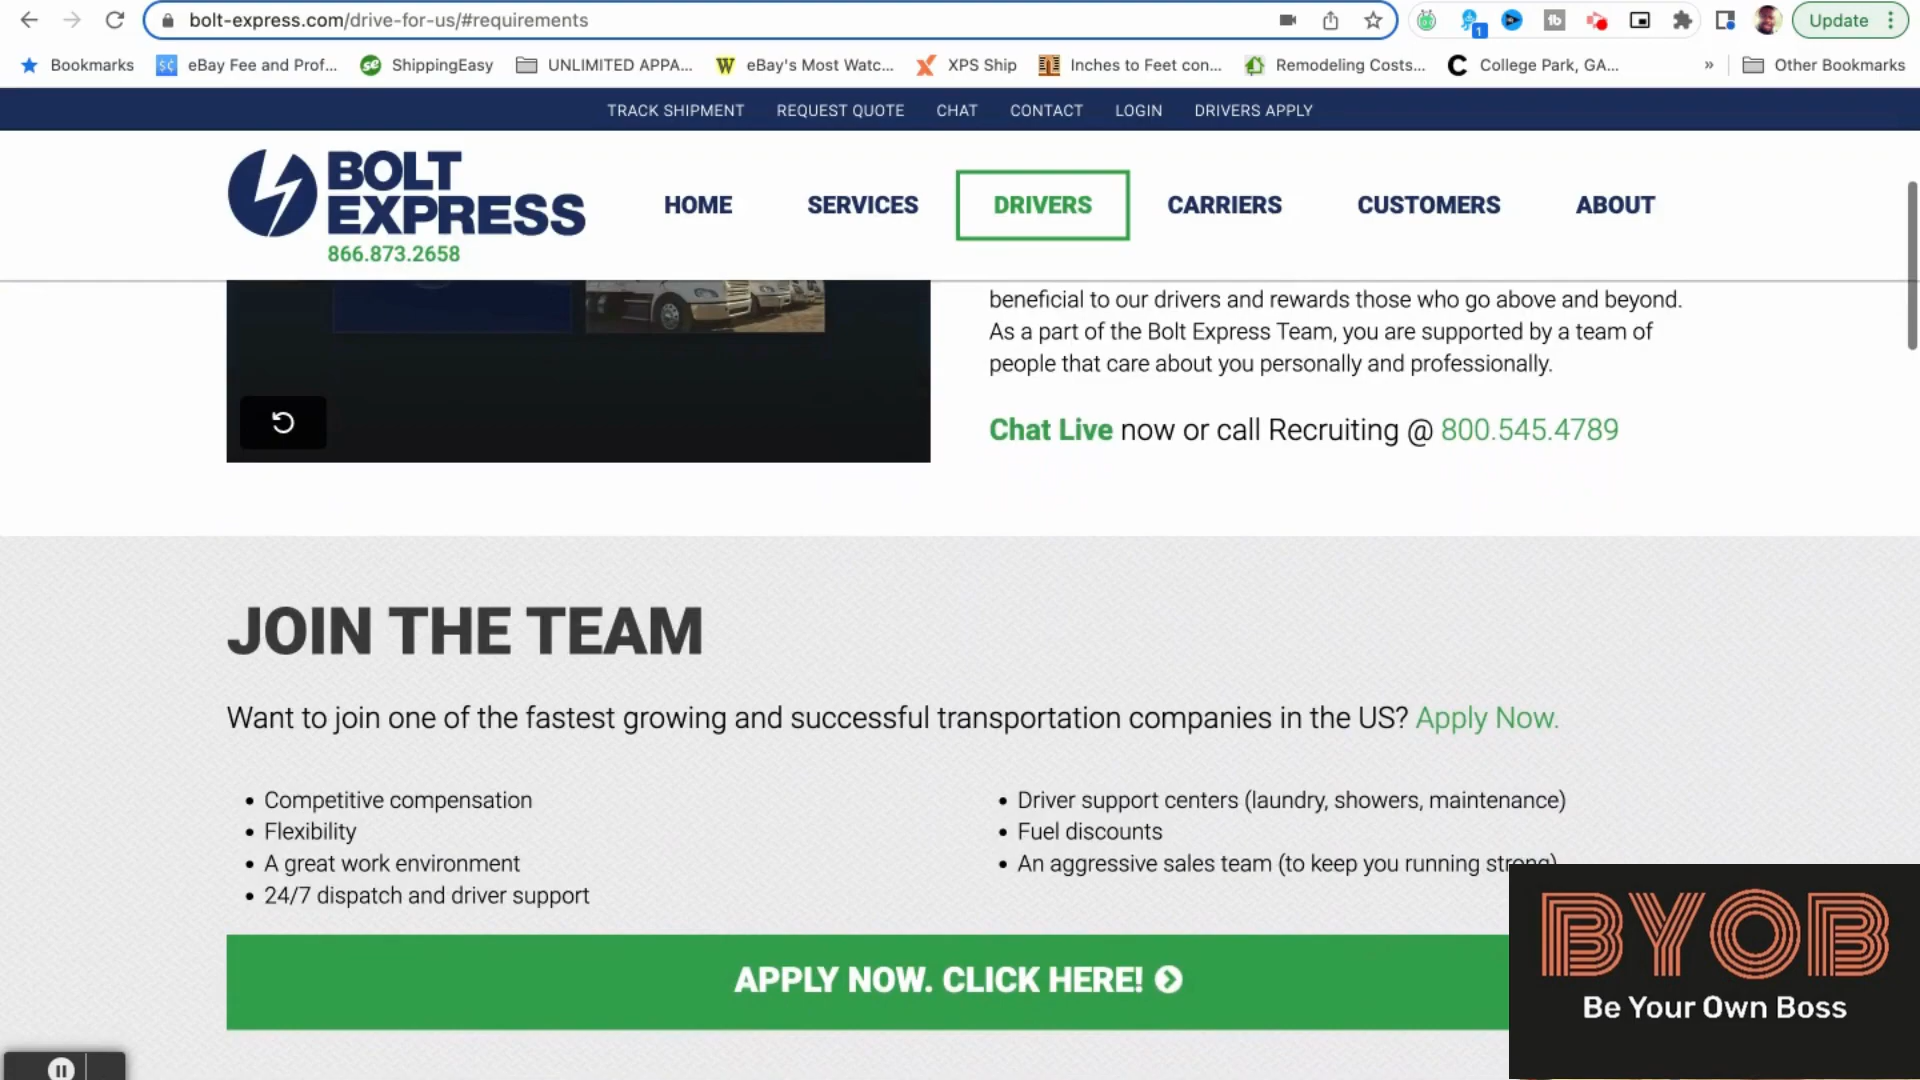 bolt-express.com/drive-for-us/#requirements
1
Update
Bookmarks
eBay Fee and Prof...
ShippingEasy
UNLIMITED APPA...
eBay's Most Watc...
XPS Ship
Inches to Feet con...
Remodeling Costs...
College Park, GA...
»
Other Bookmarks
TRACK SHIPMENT
REQUEST QUOTE
CHAT
CONTACT
LOGIN
DRIVERS APPLY
BOLT
EXPRESS
866.873.2658
HOME
SERVICES
DRIVERS
CARRIERS
CUSTOMERS
ABOUT
beneficial to our drivers and rewards those who go above and beyond.
As a part of the Bolt Express Team, you are supported by a team of
people that care about you personally and professionally.
Chat Live now or call Recruiting @ 800.545.4789
JOIN THE TEAM
Want to join one of the fastest growing and successful transportation companies in the US? Apply Now.
• Competitive compensation
• Flexibility
• A great work environment
• 24/7 dispatch and driver support
• Driver support centers (laundry, showers, maintenance)
• Fuel discounts
• An aggressive sales team (to keep you running strong)
APPLY NOW. CLICK HERE!
BYOB
Be Your Own Boss